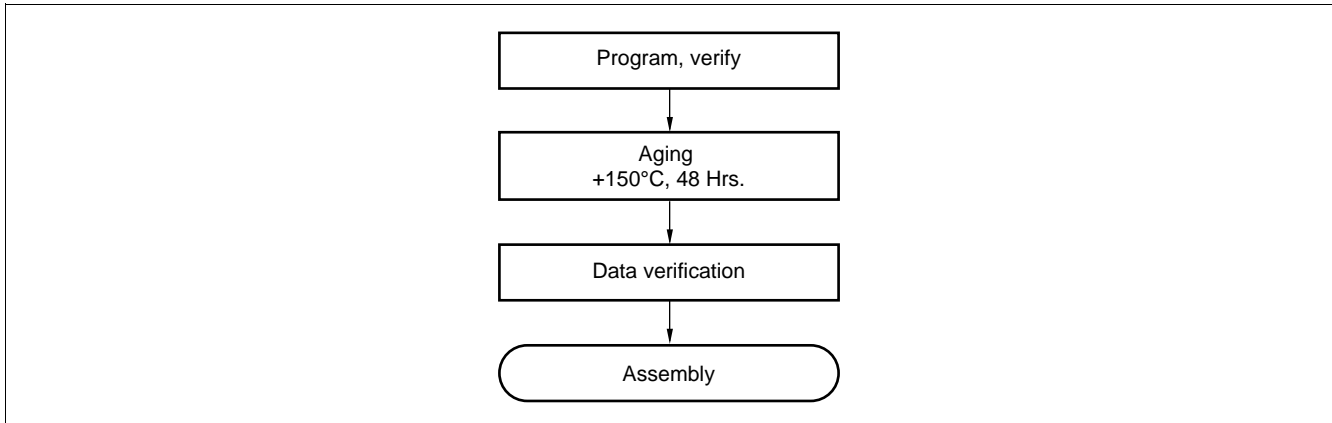 Program, verify
Aging
+150°C, 48 Hrs.
Data verification
Assembly